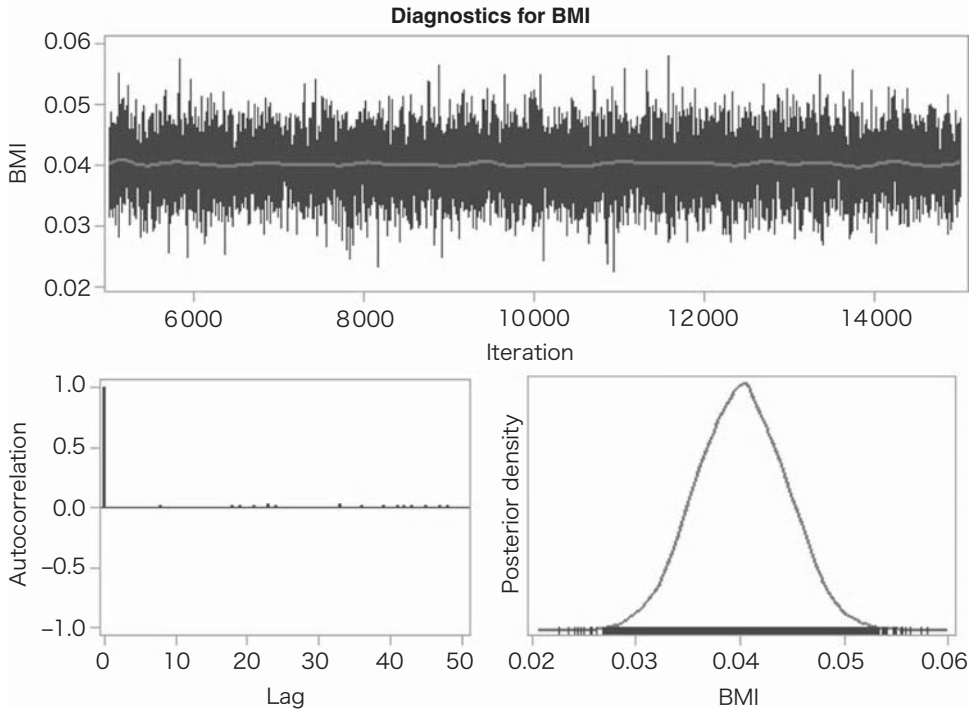 Diagnostics for BMI
BMI
0.06
0.05
0.04
0.03
0.02
6000 8000 10000 12000 14000
Iteration
Autocorrelation
1.0
0.5
0.0
–0.5
–1.0
0 10 20 30 40 50
Lag
Posterior density
0.02 0.03 0.04 0.05 0.06
BMI